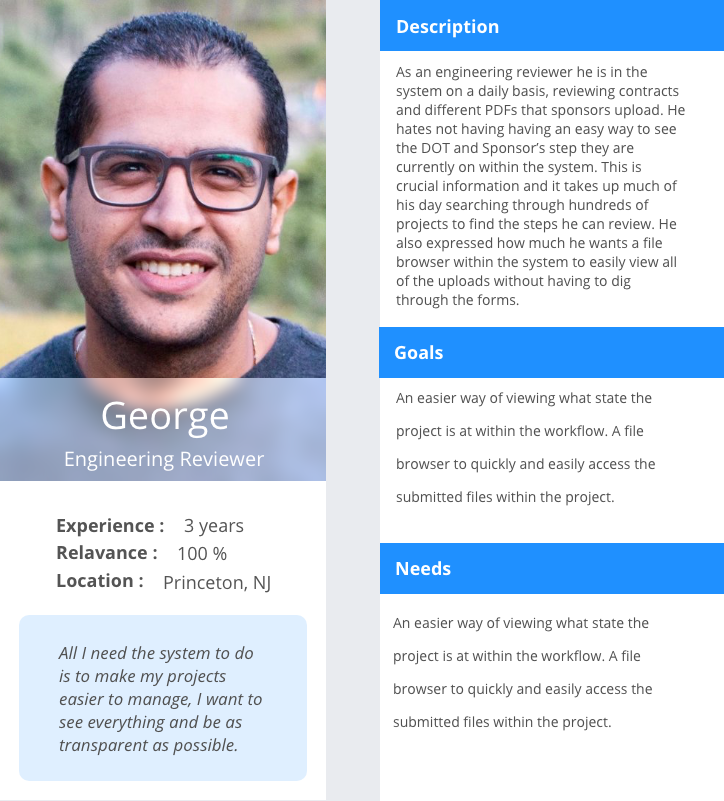 George
Engineering Reviewer
Experience : 3 years
Relavance : 100 %
Location : Princeton, NJ
All I need the system to do
is to make my projects
easier to manage, I want to
see everything and be as
transparent as possible.
Description
As an engineering reviewer he is in the
system on a daily basis, reviewing contracts
and different PDFs that sponsors upload. He
hates not having having an easy way to see
the DOT and Sponsor’s step they are
currently on within the system. This is
crucial information and it takes up much of
his day searching through hundreds of
projects to find the steps he can review. He
also expressed how much he wants a file
browser within the system to easily view all
of the uploads without having to dig
through the forms.
Goals
An easier way of viewing what state the
project is at within the workflow. A file
browser to quickly and easily access the
submitted files within the project.
Needs
An easier way of viewing what state the
project is at within the workflow. A file
browser to quickly and easily access the
submitted files within the project.